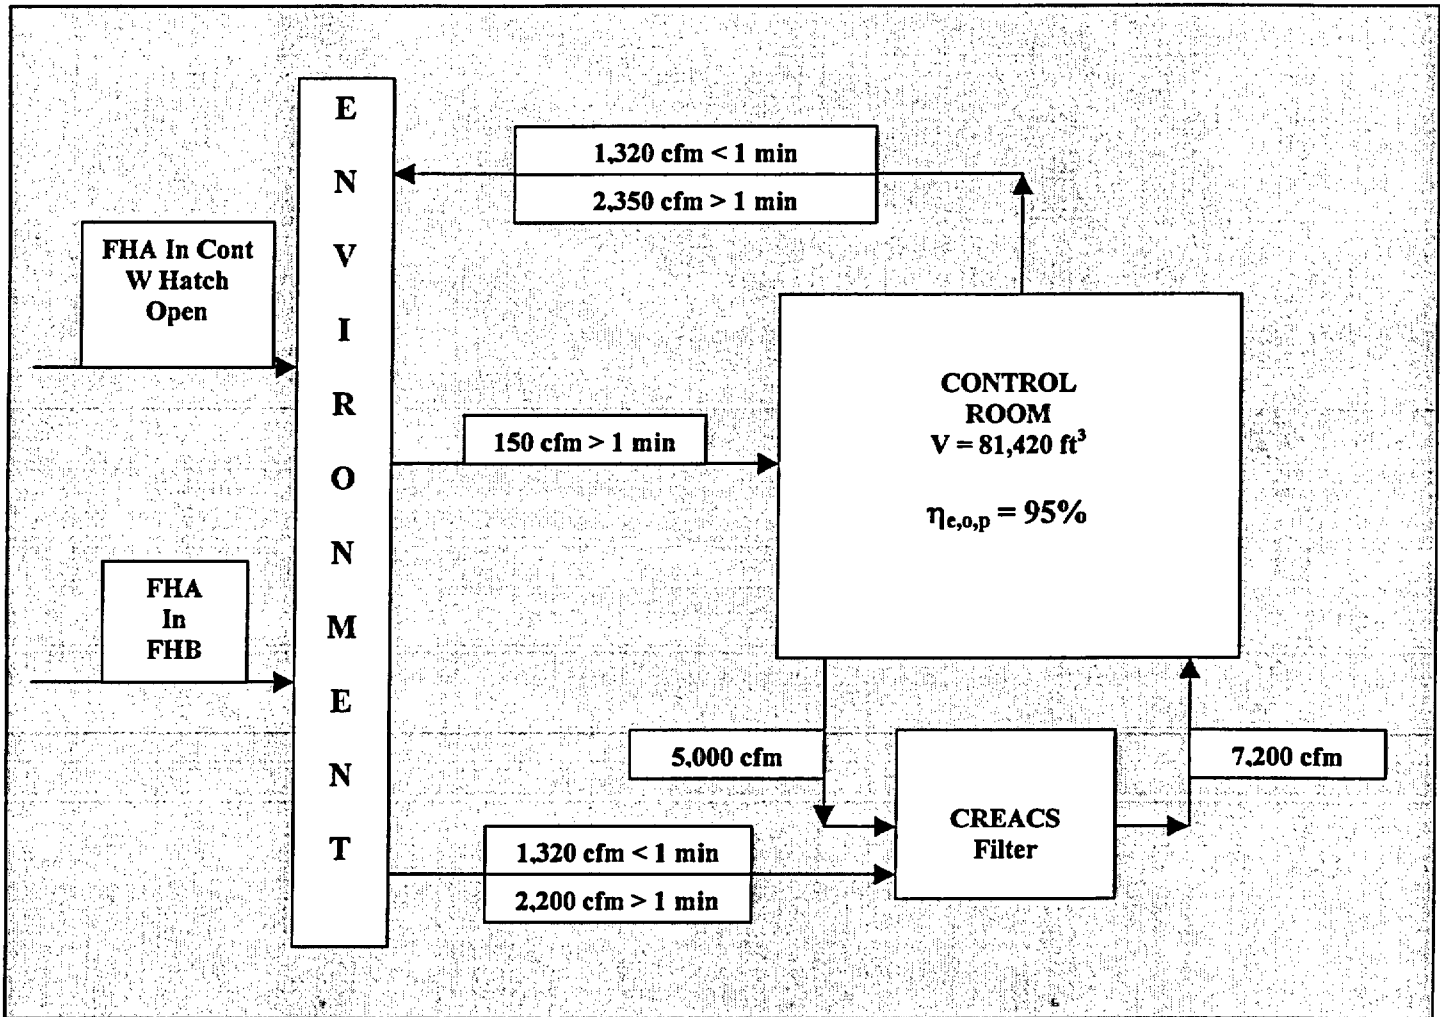 ENVIRONMENT
1,320 cfm < 1 min
2,350 cfm > 1 min
FHA In Cont
W Hatch
Open
CONTROL
ROOM
V = 81,420 ft³
ηe,o,p = 95%
150 cfm > 1 min
FHA
In
FHB
5,000 cfm
7,200 cfm
CREACS
Filter
1,320 cfm < 1 min
2,200 cfm > 1 min